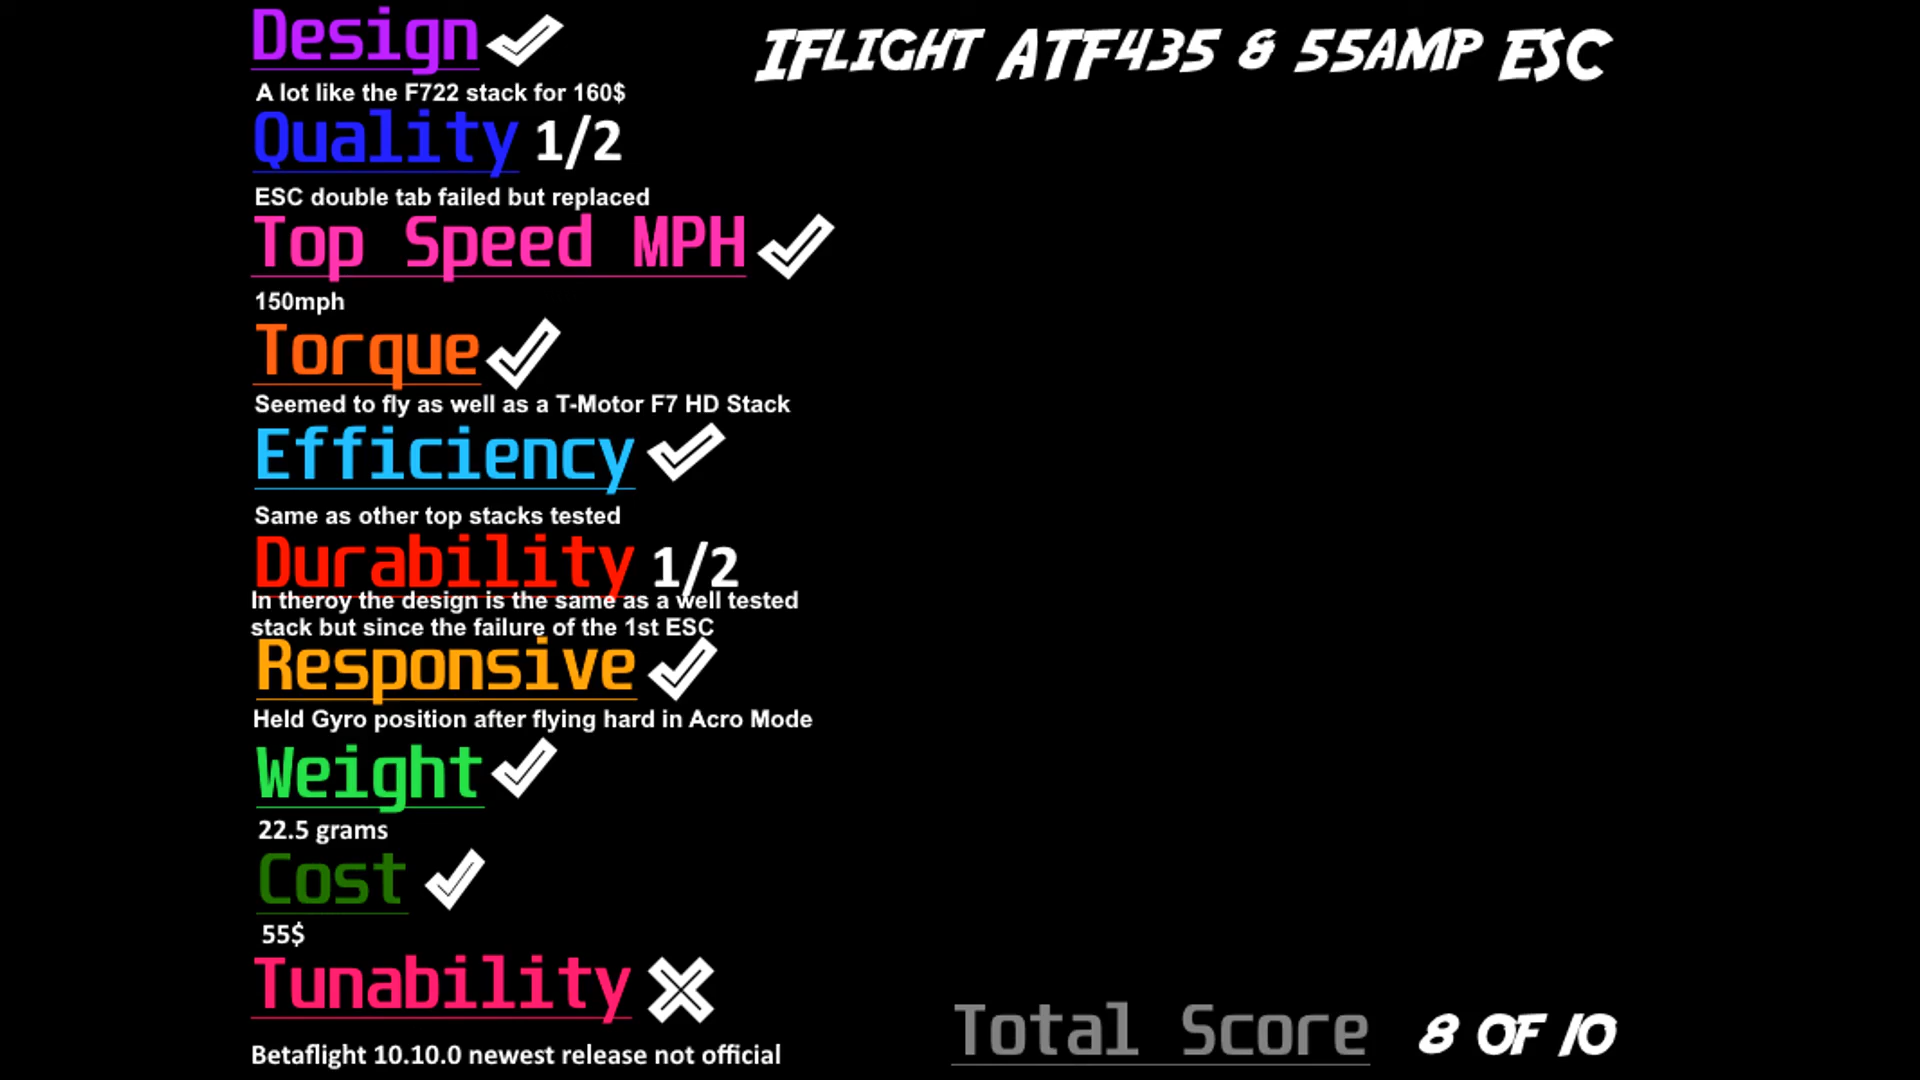 Design
IFLIGHT ATF435 & 55AMP ESC
A lot like the F722 stack for 160$
Quality 1/2
ESC double tab failed but replaced
Top Speed MPH
150mph
Torque
Seemed to fly as well as a T-Motor F7 HD Stack
Efficiency
Same as other top stacks tested
Durability 1/2
In theroy the design is the same as a well tested
stack but since the failure of the 1st ESC
Responsive
Held Gyro position after flying hard in Acro Mode
Weight
22.5 grams
Cost
55$
Tunability
Betaflight 10.10.0 newest release not official
Total Score 8 OF 10